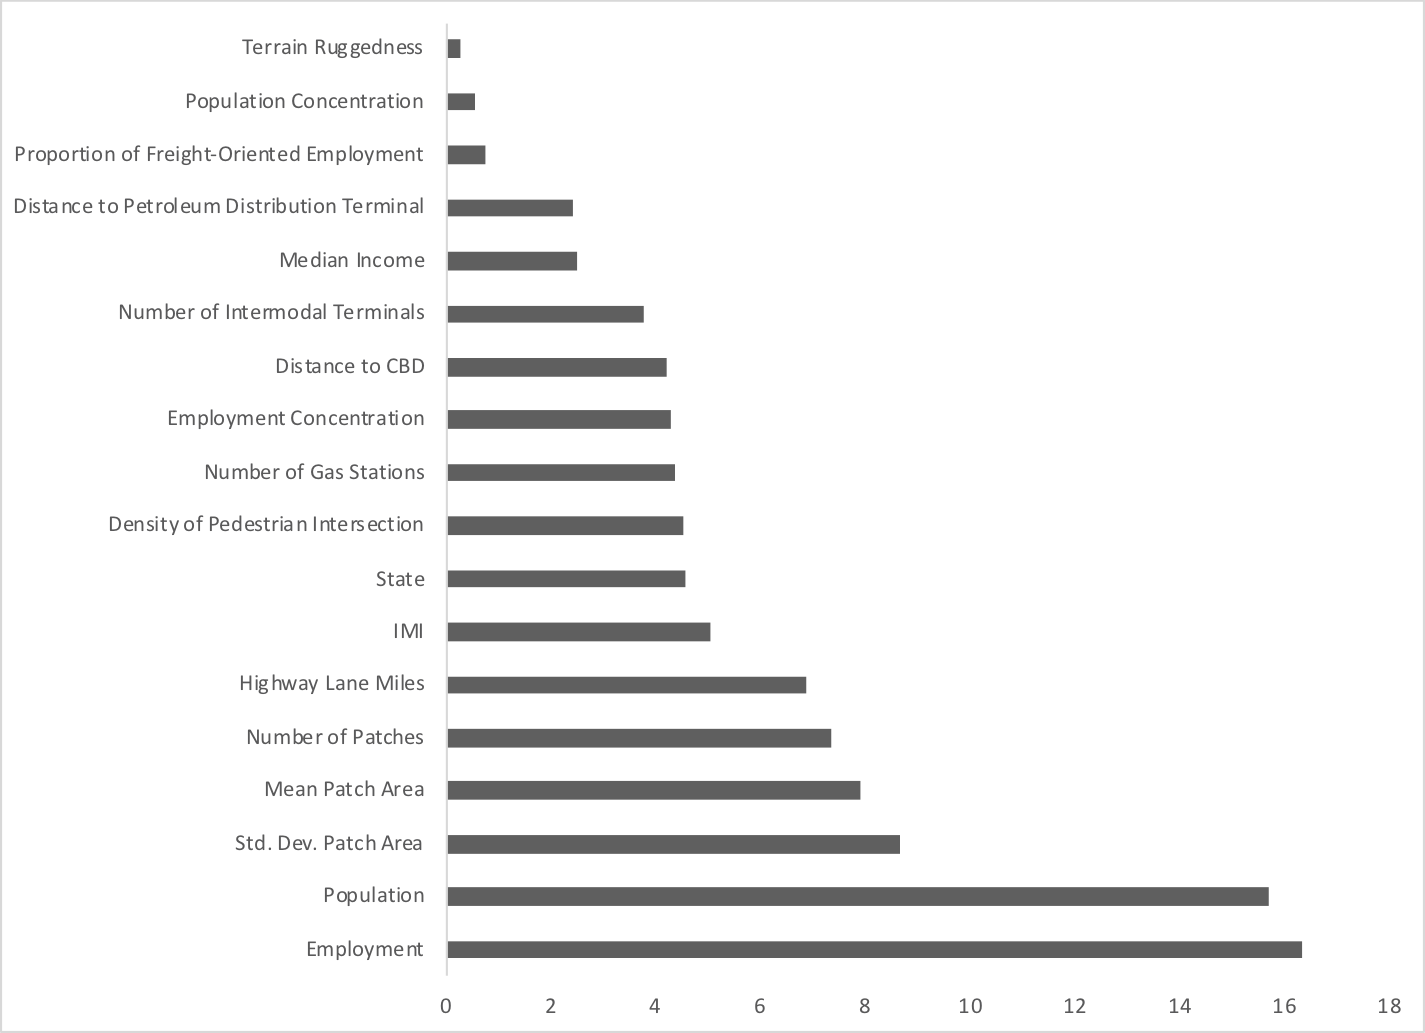 Terrain Ruggedness
Population Concentration
Proportion of Freight-Oriented Employment
Distance to Petroleum Distribution Terminal
Median Income
Number of Intermodal Terminals
Distance to CBD
Employment Concentration
Number of Gas Stations
Density of Pedestrian Intersection
State
IMI
Highway Lane Miles
Number of Patches
Mean Patch Area
Std. Dev. Patch Area
Population
Employment
0 2 4 6 8 10 12 14 16 18